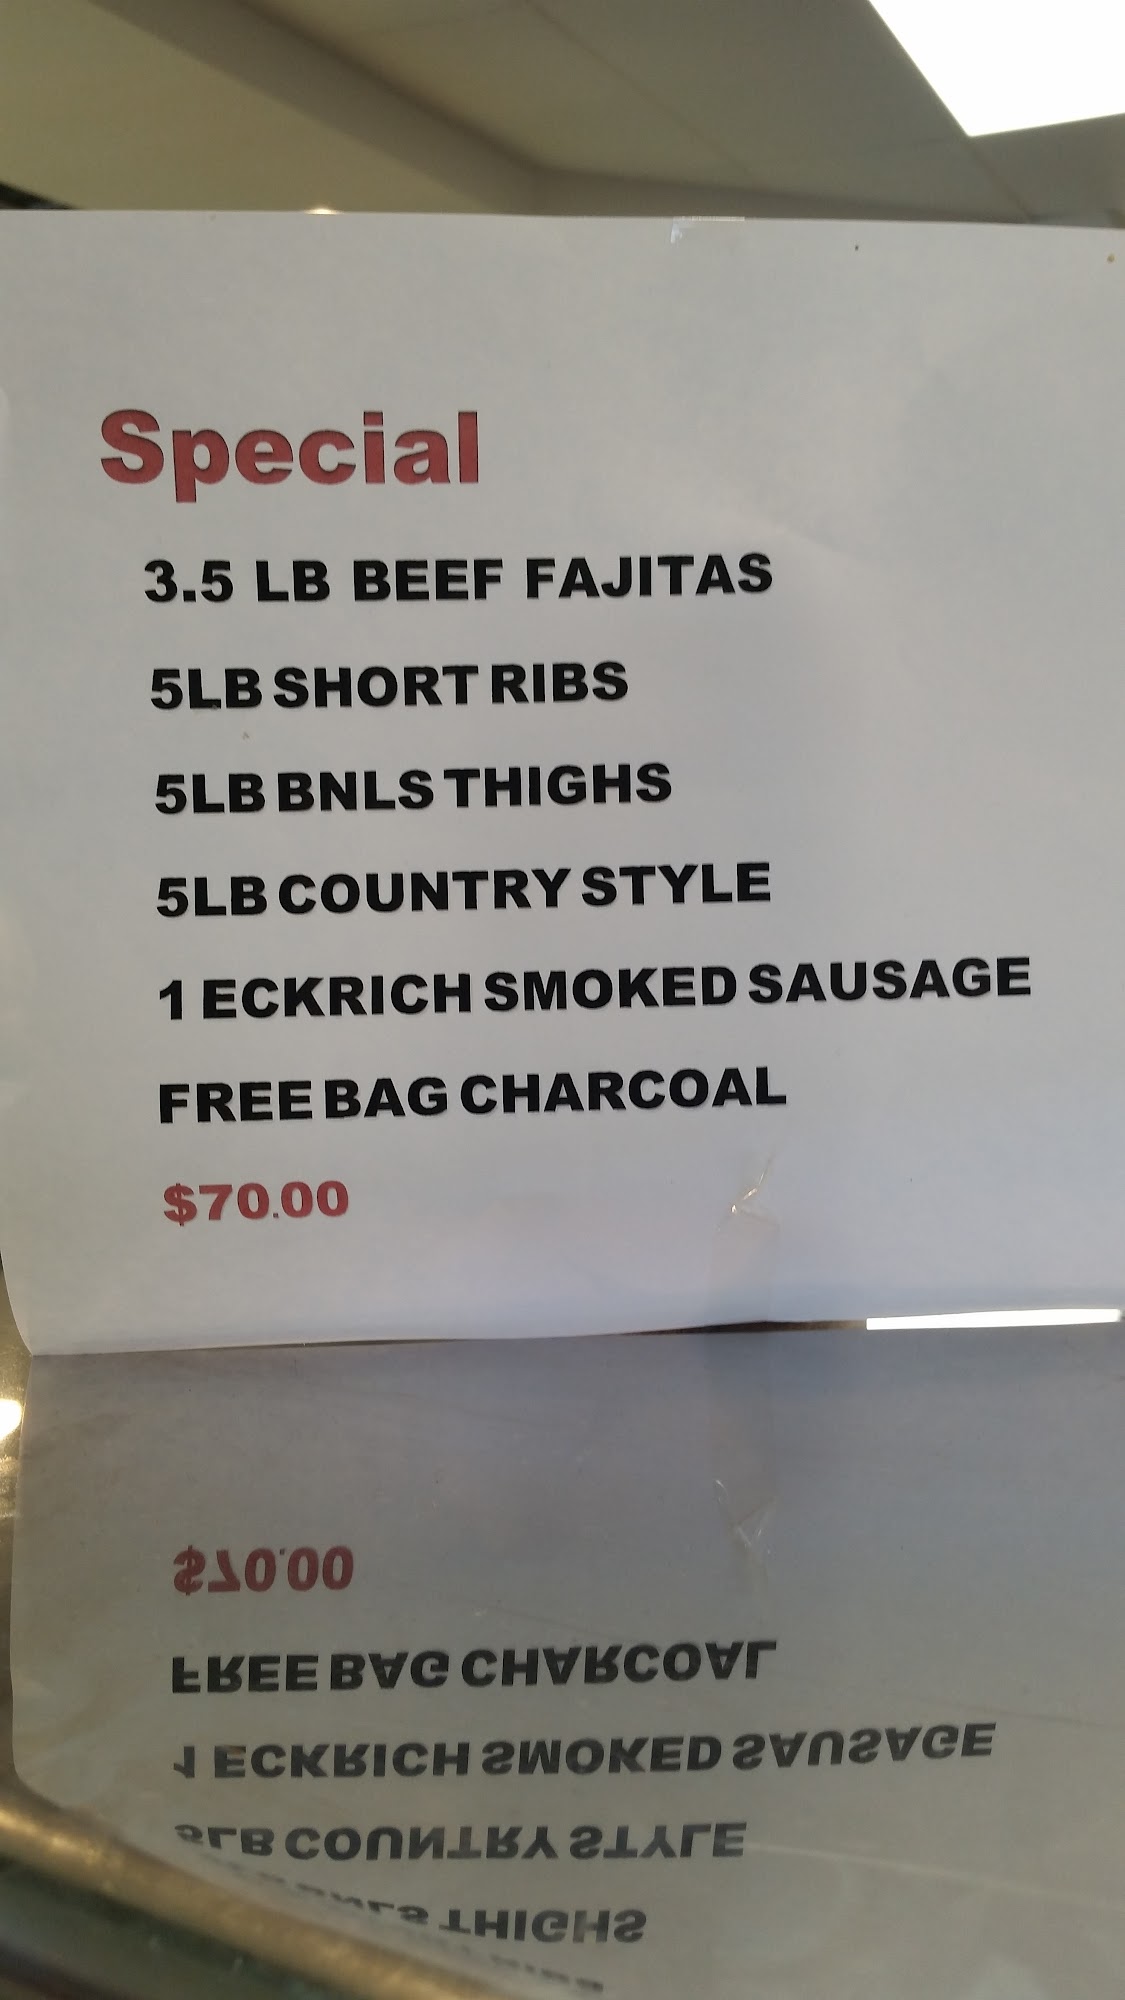 Special
3.5 LB BEEF FAJITAS
5LB SHORT RIBS
5LB BNLS THIGHS
5LB COUNTRY STYLE
1 ECKRICH SMOKED SAUSAGE
FREE BAG CHARCOAL
$70.00